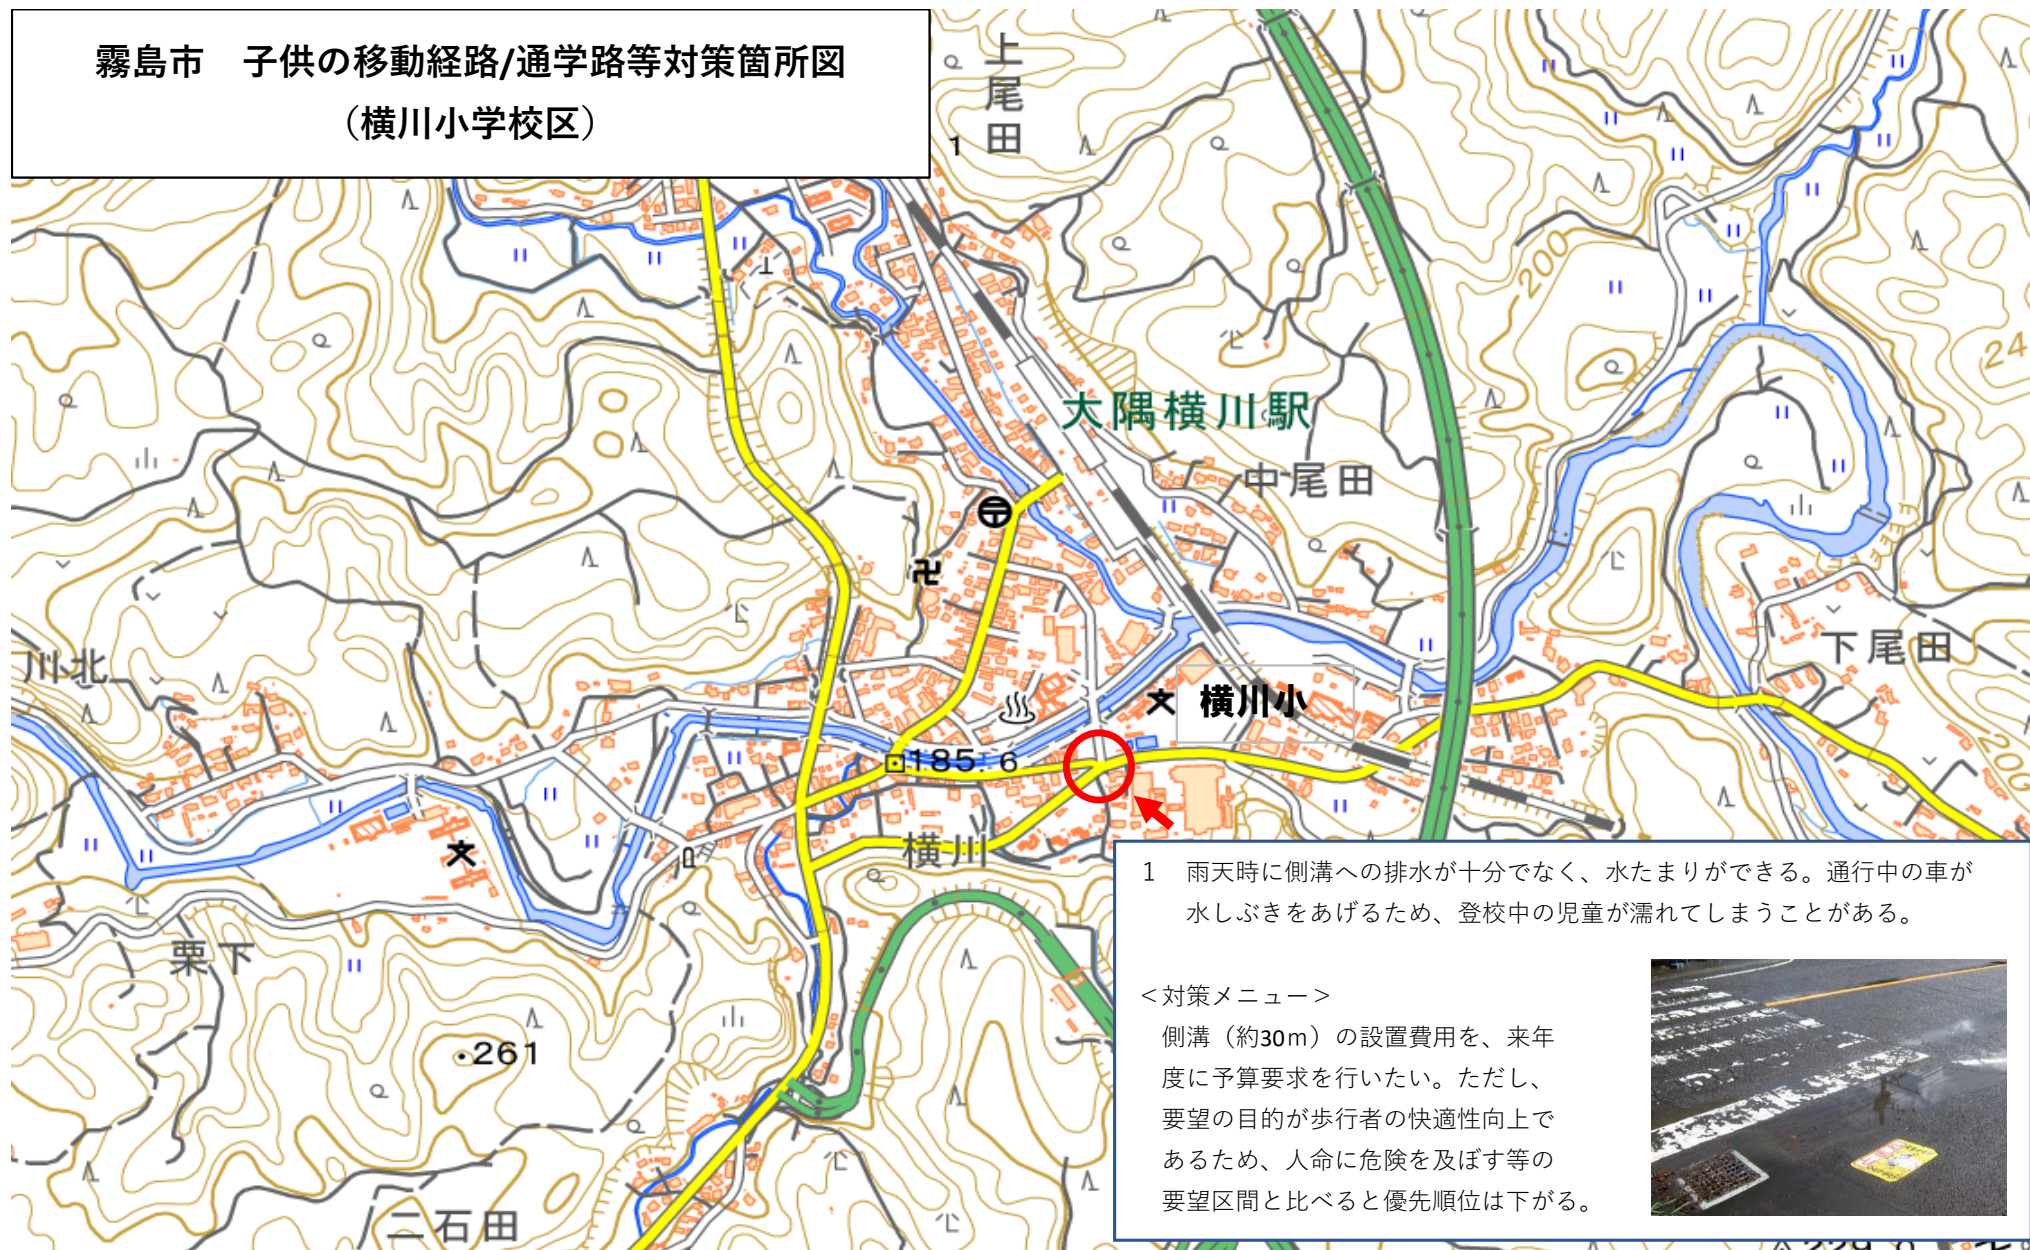 霧島市　子供の移動経路/通学路等対策箇所図
（横川小学校区）
上尾田
1
200
24
大隅横川駅
中尾田
川北
下尾田
横川小
185.6
200
横川
栗下
261
二石田
1　雨天時に側溝への排水が十分でなく、水たまりができる。通行中の車が
水しぶきをあげるため、登校中の児童が濡れてしまうことがある。
＜対策メニュー＞
側溝（約30ｍ）の設置費用を、来年
度に予算要求を行いたい。ただし、
要望の目的が歩行者の快適性向上で
あるため、人命に危険を及ぼす等の
要望区間と比べると優先順位は下がる。